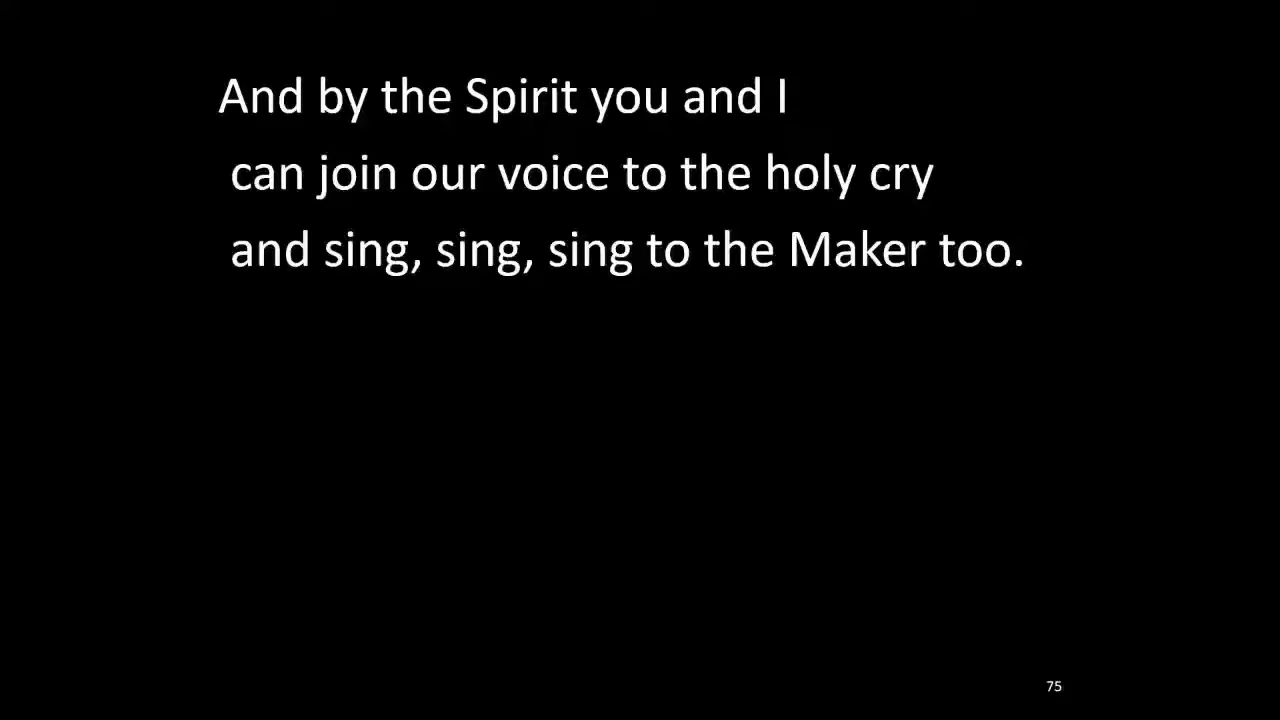 And by the Spirit you and I
can join our voice to the holy cry
and sing, sing, sing to the Maker too.
75